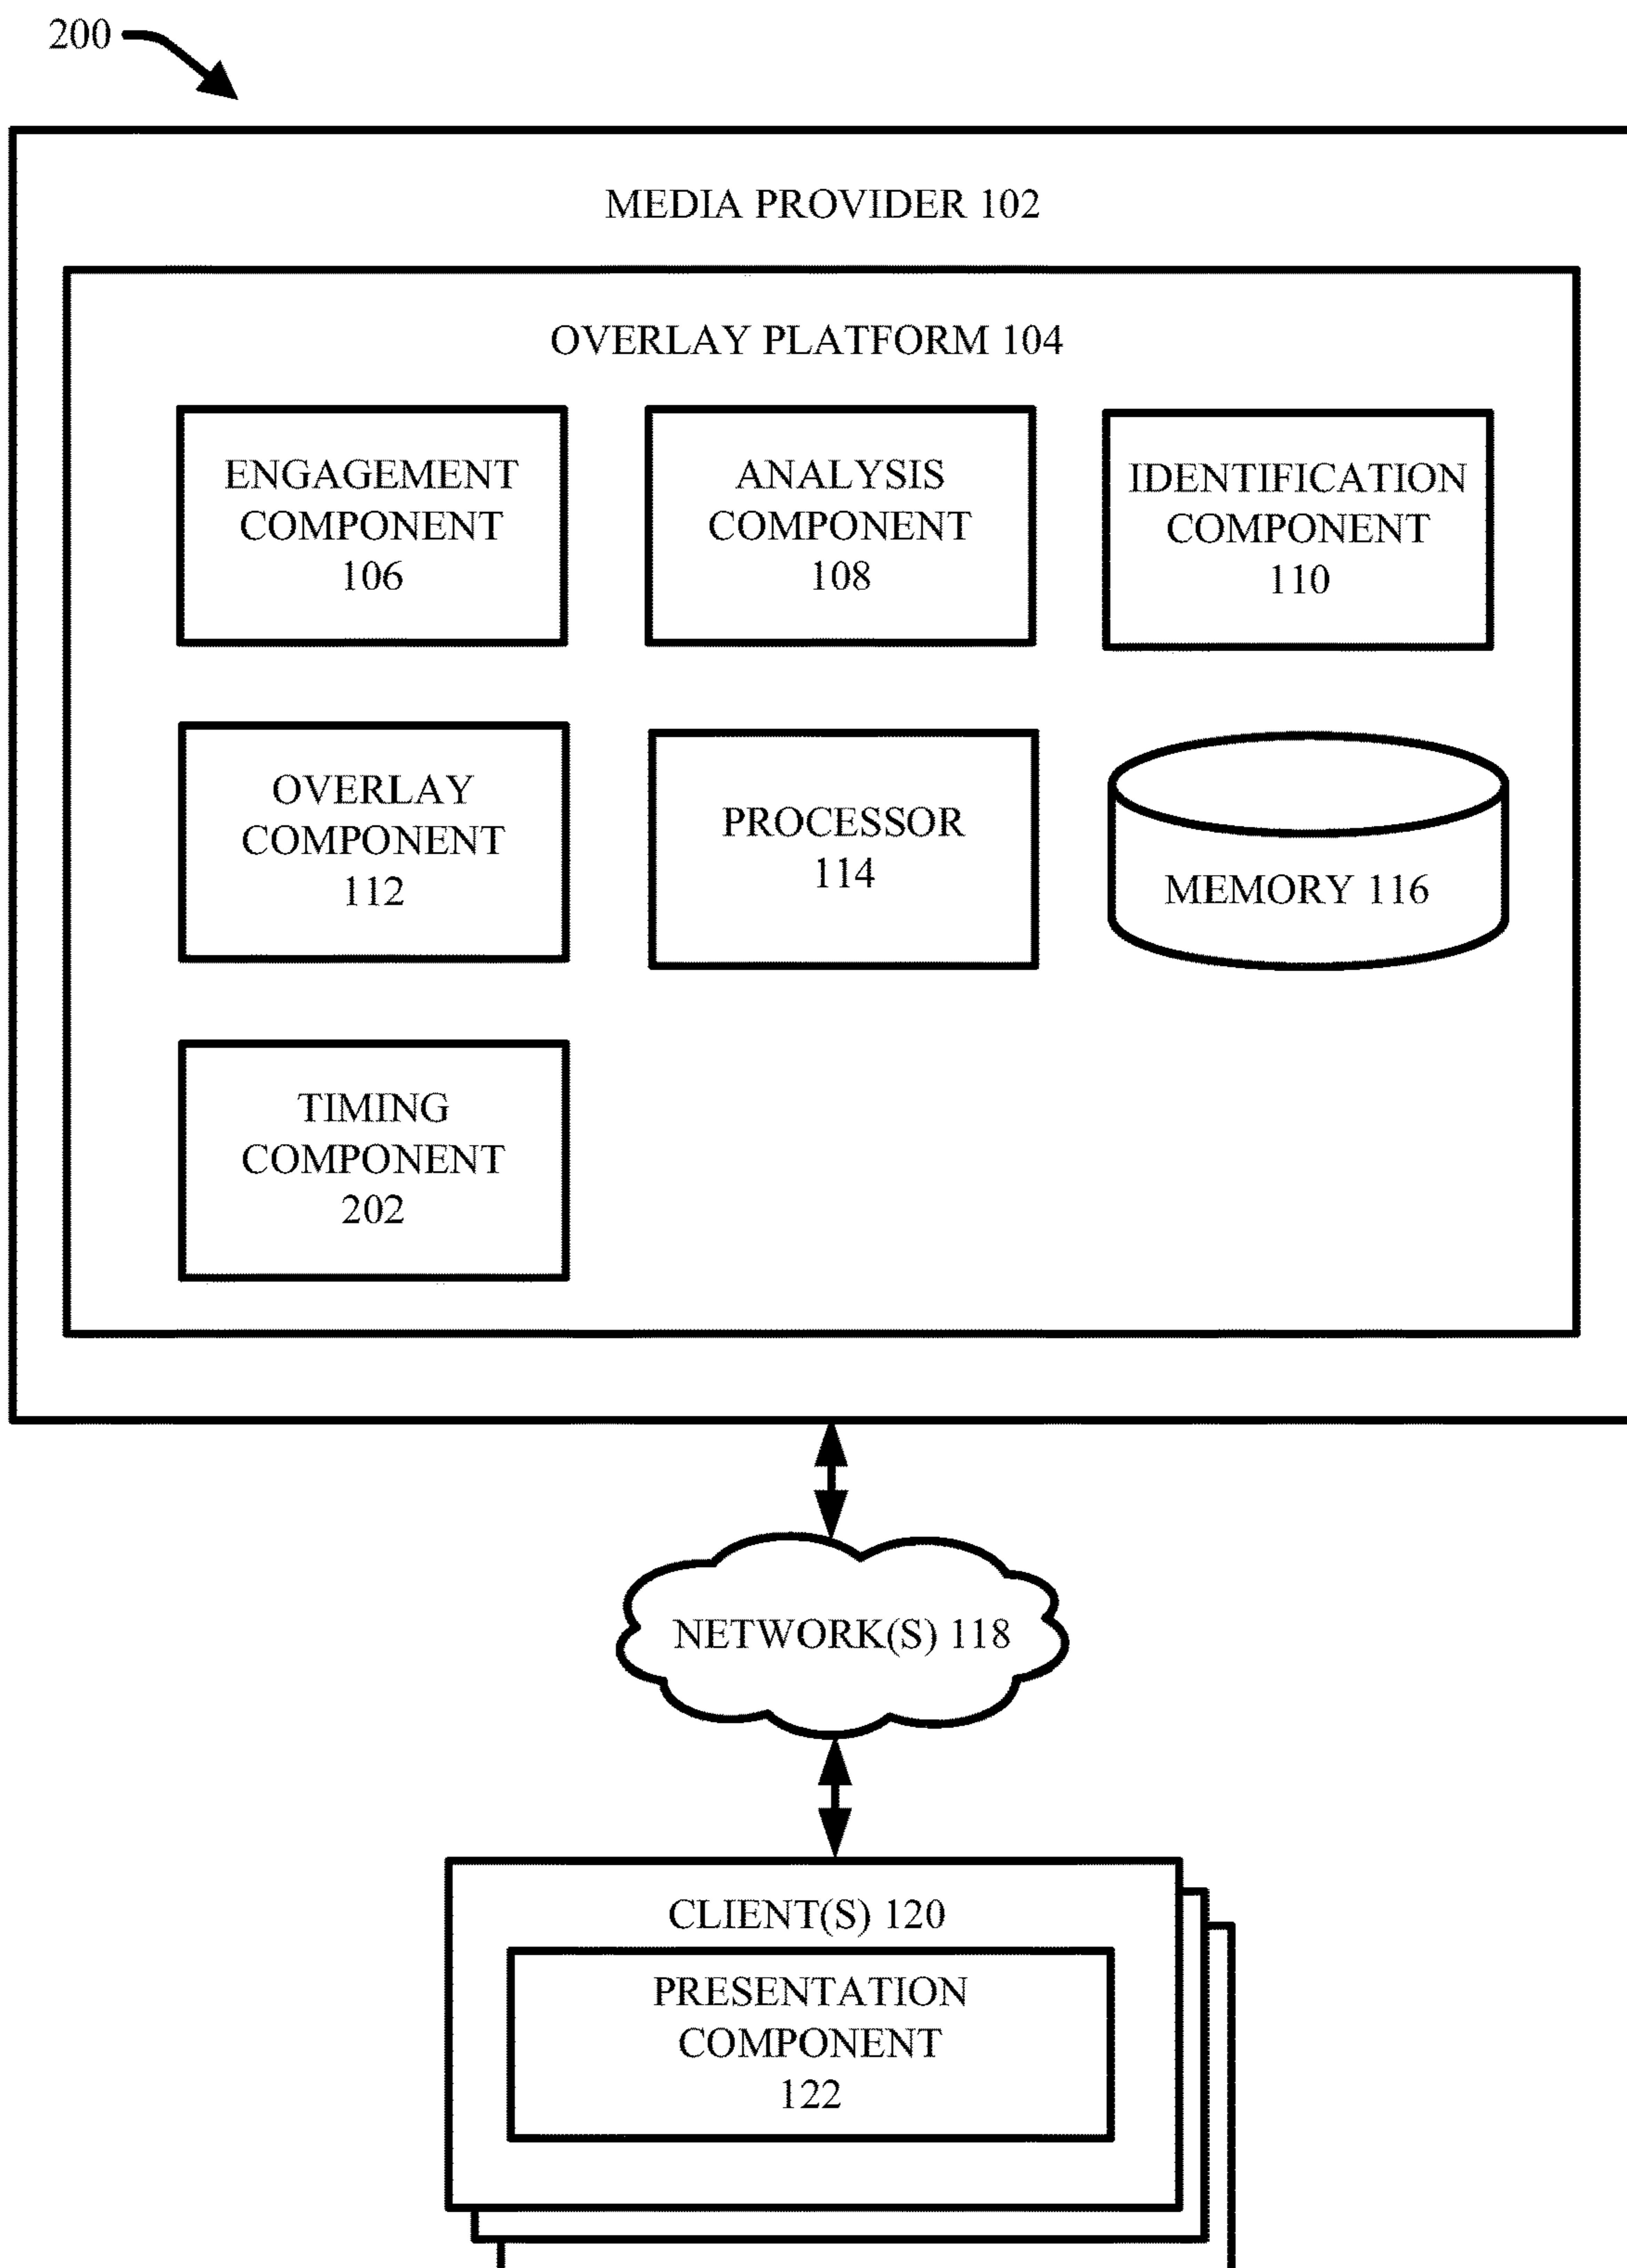 200
MEDIA PROVIDER 102
OVERLAY PLATFORM 104
ENGAGEMENT
COMPONENT
106
ANALYSIS
COMPONENT
108
IDENTIFICATION
COMPONENT
110
OVERLAY
COMPONENT
112
PROCESSOR
114
MEMORY 116
TIMING
COMPONENT
202
NETWORK(S) 118
CLIENT(S) 120
PRESENTATION
COMPONENT
122